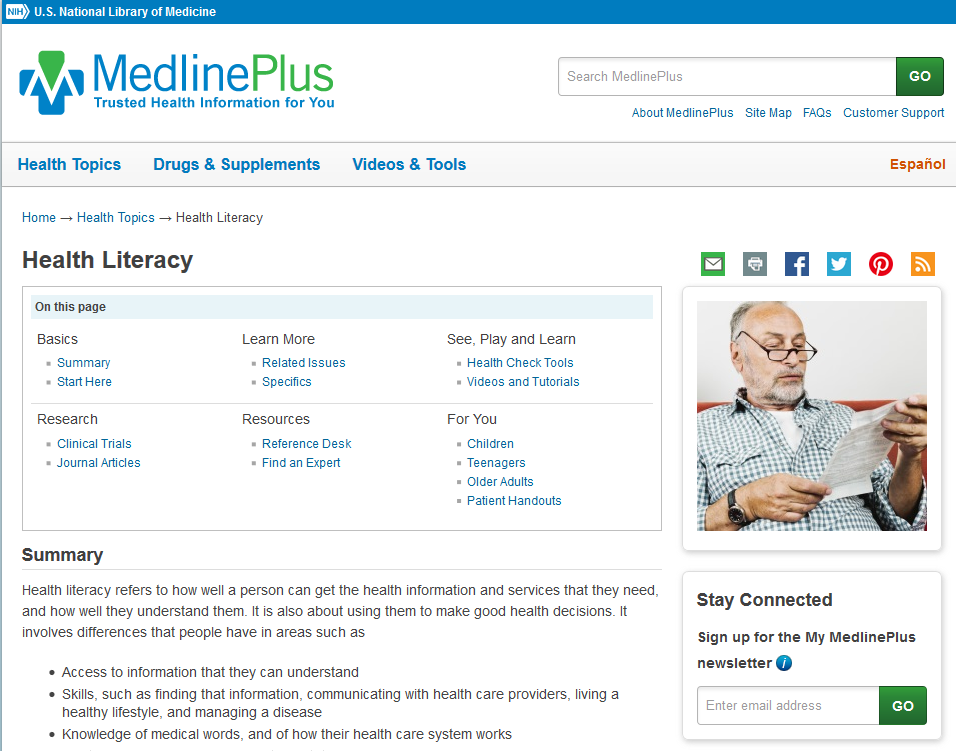 NIH U.S. National Library of Medicine
MedlinePlus
Trusted Health Information for You
Search MedlinePlus GO
About MedlinePlus Site Map FAQs Customer Support
Health Topics Drugs & Supplements Videos & Tools Español
Home → Health Topics → Health Literacy
Health Literacy
On this page
Basics
Summary
Start Here
Learn More
Related Issues
Specifics
See, Play and Learn
Health Check Tools
Videos and Tutorials
Research
Clinical Trials
Journal Articles
Resources
Reference Desk
Find an Expert
For You
Children
Teenagers
Older Adults
Patient Handouts
Summary
Health literacy refers to how well a person can get the health information and services that they need,
and how well they understand them. It is also about using them to make good health decisions. It
involves differences that people have in areas such as
Access to information that they can understand
Skills, such as finding that information, communicating with health care providers, living a
healthy lifestyle, and managing a disease
Knowledge of medical words, and of how their health care system works
Stay Connected
Sign up for the My MedlinePlus
newsletter i
Enter email address GO